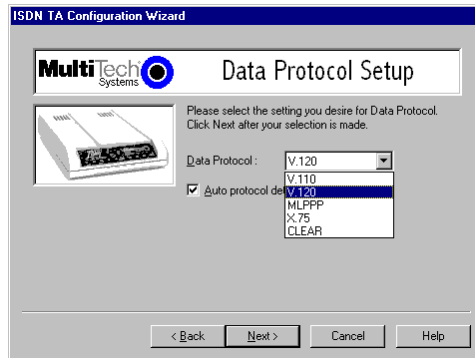 ISDN TA Configuration Wizard
MultiTech
Systems
Data Protocol Setup
Please select the setting you desire for Data Protocol.
Click Next after your selection is made.
Data Protocol :
V.120
V.110
Auto protocol de
V.120
MLPPP
X.75
CLEAR
< Back
Next >
Cancel
Help